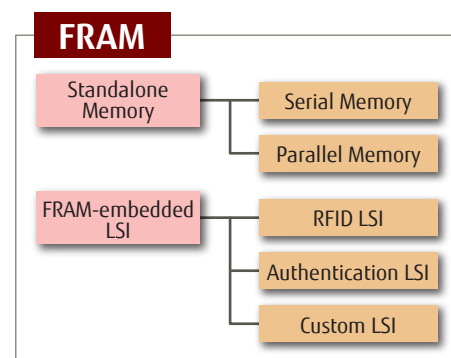 FRAM
Standalone
Memory
Serial Memory
Parallel Memory
FRAM-embedded
LSI
RFID LSI
Authentication LSI
Custom LSI